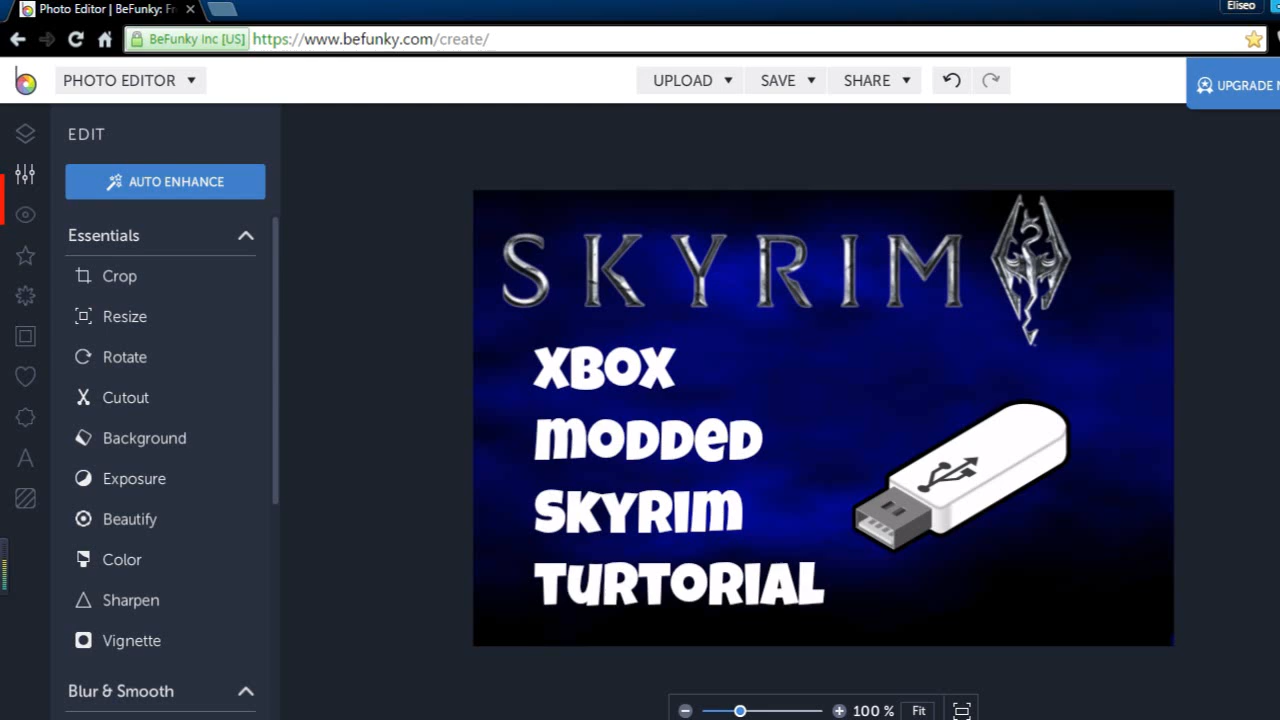 Photo Editor | BeFunky: Fr
Eliseo
BeFunky Inc [US] https://www.befunky.com/create/
PHOTO EDITOR UPLOAD SAVE SHARE UPGRADE
EDIT
AUTO ENHANCE
Essentials
Crop
Resize
Rotate
Cutout
Background
Exposure
Beautify
Color
Sharpen
Vignette
Blur & Smooth
SKYRIM
XBOX
MODDED
SKYRIM
TURTORIAL
100 % Fit